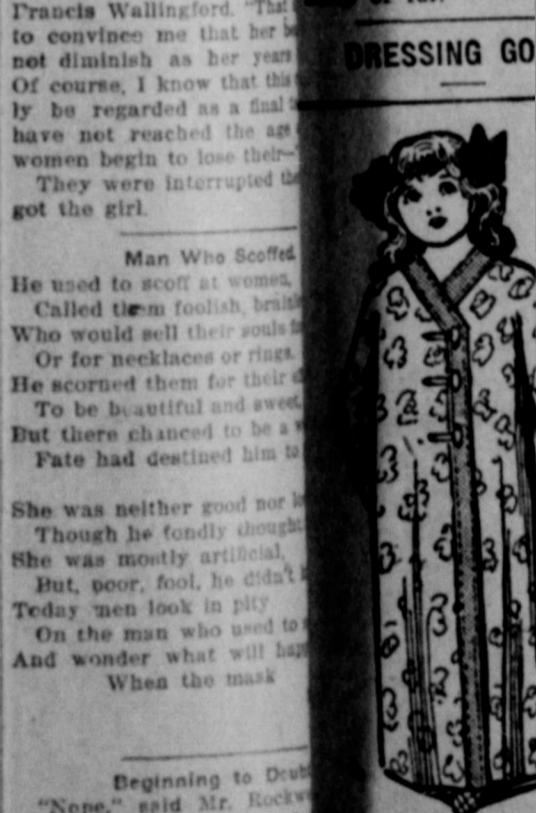 Francis Wallingford. "That
to convince me that her
not diminish as her years
Of course, I know that this
ly be regarded as a final
have not reached the age
women begin to lose their—
They were interrupted
got the girl.
Man Who Scoffed
He used to scoff at women,
Called them foolish,
Who would sell their souls
Or for necklaces or rings.
He scorned them for their
To be beautiful and sweet,
But there chanced to be a
Fate had destined him to
She was neither good nor
Though he fondly thought
She was mostly artificial,
But, poor, fool, he didn't
Today men look in pity
On the man who used to
And wonder what will
When the mask
Beginning to
"None," said Mr.
DRESSING GO